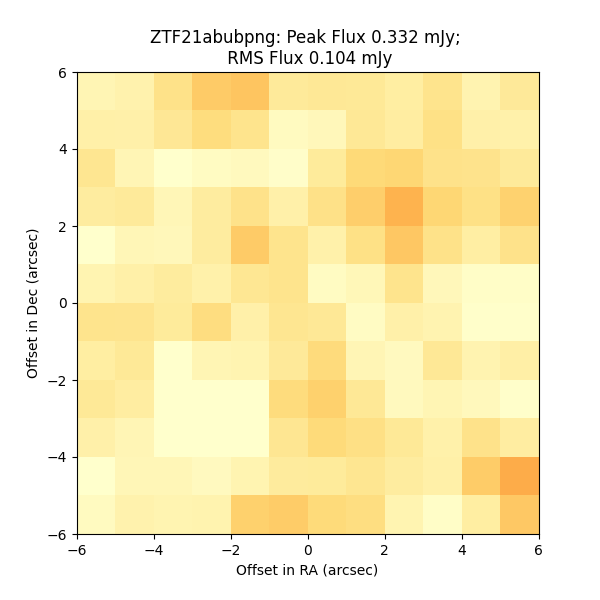 ZTF21abubpng: Peak Flux 0.332 mJy;
RMS Flux 0.104 mJy
6
4
2
0
−2
−4
−6
Offset in Dec (arcsec)
−6 −4 −2 0 2 4 6
Offset in RA (arcsec)